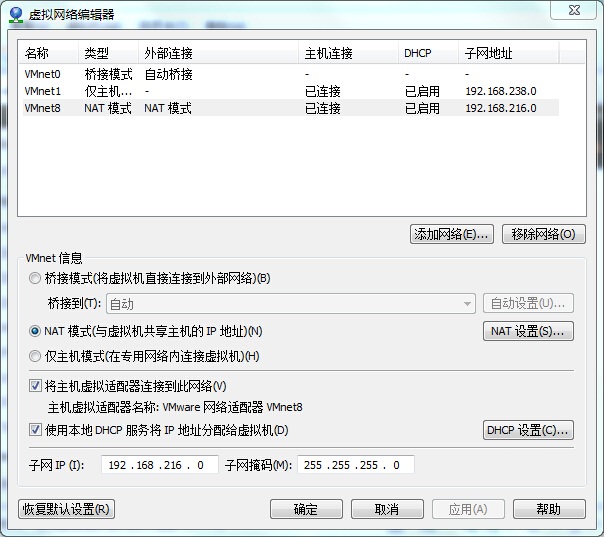 虚拟网络编辑器
名称 类型 外部连接 主机连接 DHCP 子网地址
VMnet0 桥接模式 自动桥接 - - -
VMnet1 仅主机... - 已连接 已启用 192.168.238.0
VMnet8 NAT 模式 NAT 模式 已连接 已启用 192.168.216.0
添加网络(E)... 移除网络(O)
VMnet 信息
桥接模式(将虚拟机直接连接到外部网络)(B)
桥接到(T): 自动 自动设置(U)...
NAT 模式(与虚拟机共享主机的 IP 地址)(N) NAT 设置(S)...
仅主机模式(在专用网络内连接虚拟机)(H)
将主机虚拟适配器连接到此网络(V)
主机虚拟适配器名称: VMware 网络适配器 VMnet8
使用本地 DHCP 服务将 IP 地址分配给虚拟机(D) DHCP 设置(C)...
子网 IP (I): 192 . 168 . 216 . 0 子网掩码(M): 255 . 255 . 255 . 0
恢复默认设置(R) 确定 取消 应用(A) 帮助